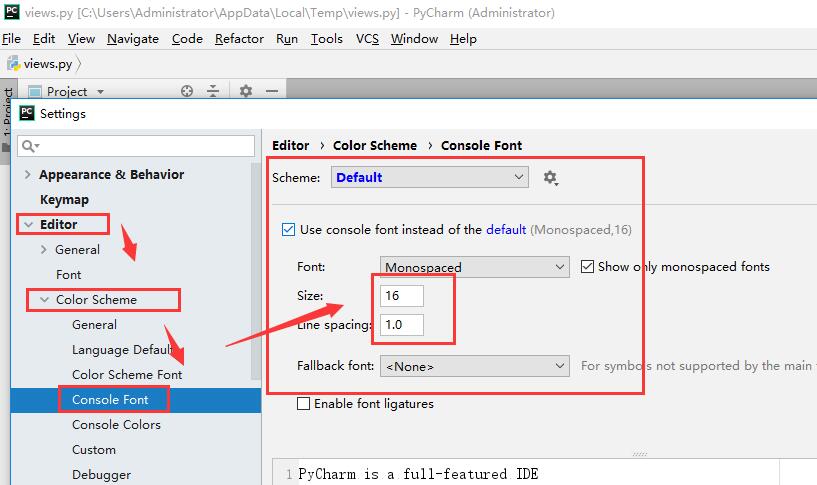 PC views.py [C:\Users\Administrator\AppData\Local\Temp\views.py] - PyCharm (Administrator)
File Edit View Navigate Code Refactor Run Tools VCS Window Help
views.py
1: Project
Project
PC Settings
Appearance & Behavior
Keymap
Editor
General
Font
Color Scheme
General
Language Defaul
Color Scheme Font
Console Font
Console Colors
Custom
Debugger
Editor › Color Scheme › Console Font
Scheme: Default
Use console font instead of the default (Monospaced,16)
Font: Monospaced Show only monospaced fonts
Size: 16
Line spacing: 1.0
Fallback font: <None> For symbols not supported by the main
Enable font ligatures
1 PyCharm is a full-featured IDE